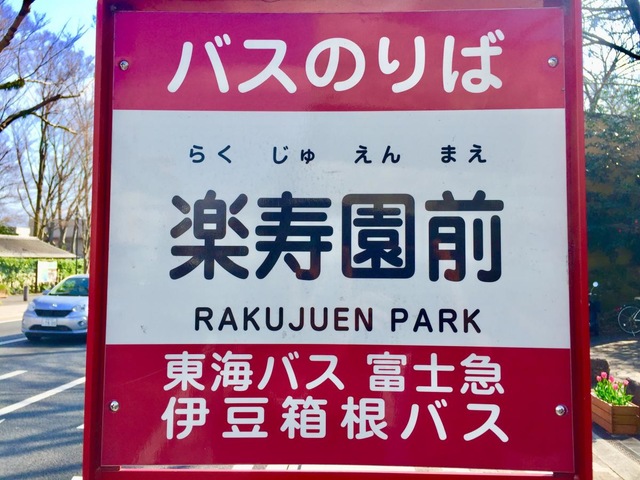 バスのりば
らく じゅ えん まえ
楽寿園前
RAKUJUEN PARK
東海バス 富士急
伊豆箱根バス